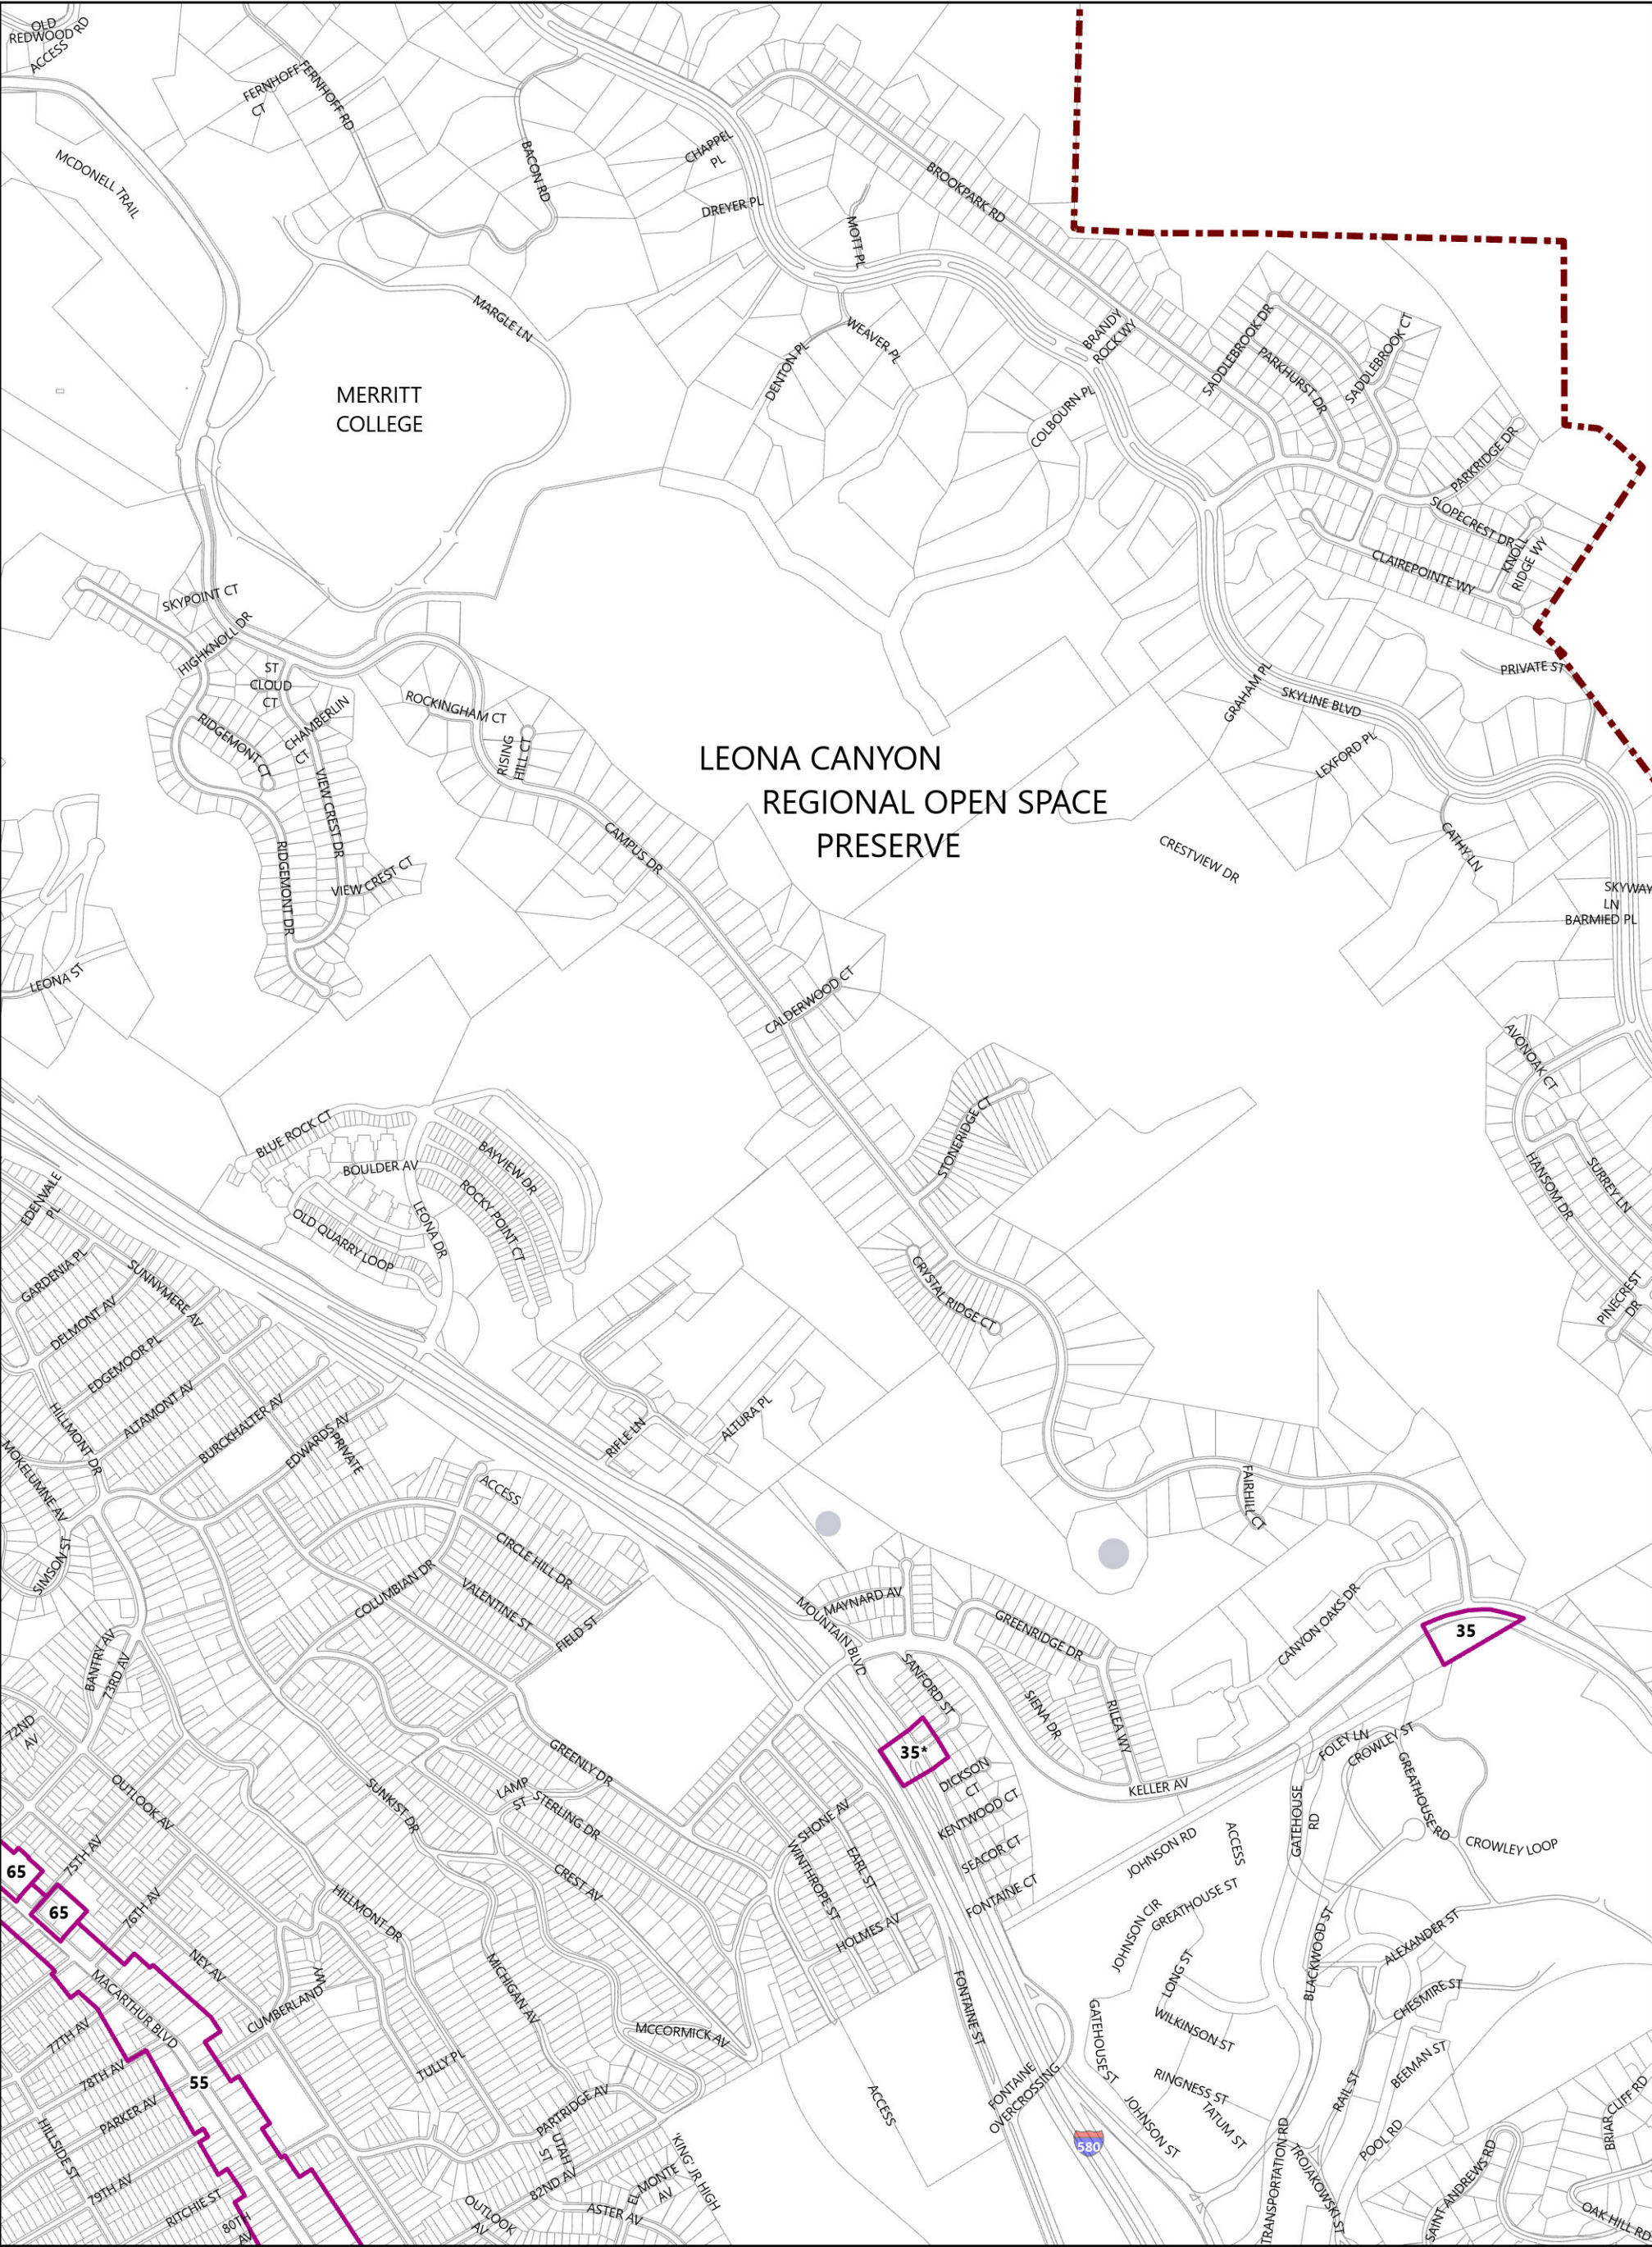 OLD
REDWOOD
ACCESS RD
FERNHOFF
CT
FERNHOFF RD
MCDONELL TRAIL
BACON RD
CHAPPEL
PL
DREYER PL
MOTT PL
BROOKPARK RD
MARGLE LN
MERRITT
COLLEGE
DENTON PL
WEAVER PL
BRANDY
ROCK WY
COLBOURN PL
SADDLEBROOK DR
PARKHURST DR
SADDLEBROOK CT
PARKRIDGE DR
SLOPECREST DR
KNOLL
RIDGE WY
CLAIREPOINTE WY
PRIVATE ST
SKYPOINT CT
HIGHKNOLL DR
ST
CLOUD
CT
CHAMBERLIN
CT
RIDGEMONT CT
VIEW CREST DR
RIDGEMONT DR
VIEW CREST CT
ROCKINGHAM CT
RISING
HILL CT
CAMPUS DR
LEONA CANYON
REGIONAL OPEN SPACE
PRESERVE
GRAHAM PL
SKYLINE BLVD
LEXFORD PL
CATHY LN
CRESTVIEW DR
SKYWAY
LN
BARMIED PL
LEONA ST
CALDERWOOD CT
AVONOAK CT
STONERIDGE CT
HANSOM DR
SURREY LN
PINECREST
DR
BLUE ROCK CT
BOULDER AV
BAYVIEW DR
ROCKY POINT CT
LEONA DR
OLD QUARRY LOOP
EDENVALE
PL
GARDENIA PL
SUNNYMERE AV
DELMONT AV
EDGEMOOR PL
ALTAMONT AV
BURCKHALTER AV
EDWARDS AV
PRIVATE
HILLMONT DR
MOKELUMNE AV
SIMSON ST
CRYSTAL RIDGE CT
RIFLE LN
ALTURA PL
FAIRHILL CT
ACCESS
CIRCLE HILL DR
COLUMBIAN DR
VALENTINE ST
FIELD ST
MAYNARD AV
MOUNTAIN BLVD
GREENRIDGE DR
CANYON OAKS DR
35
SANFORD ST
SIENA DR
RILEA WY
35*
DICKSON
CT
KENTWOOD CT
SEACOR CT
FONTAINE CT
KELLER AV
FOLEY LN
CROWLEY ST
GREATHOUSE RD
CROWLEY LOOP
GATEHOUSE
RD
JOHNSON RD
ACCESS
BANTRY AV
73RD AV
72ND
AV
OUTLOOK AV
SUNKIST DR
GREENLY DR
LAMP
ST
STERLING DR
CREST AV
SHONE AV
WINTHROPE ST
EARL ST
HOLMES AV
65
75TH AV
65
76TH AV
HILLMONT DR
NEY AV
MACARTHUR BLVD
CUMBERLAND
WY
MICHIGAN AV
MCCORMICK AV
FONTAINE ST
JOHNSON CIR
GREATHOUSE ST
LONG ST
BLACKWOOD ST
ALEXANDER ST
CHESMIRE ST
WILKINSON ST
GATEHOUSE ST
BEEMAN ST
RINGNESS ST
TATUM ST
JOHNSON ST
RAIL ST
POOL RD
77TH AV
78TH AV
55
PARKER AV
TULLY PL
PARTRIDGE AV
UTAH
ST
HILLSIDE ST
79TH AV
RITCHIE ST
80TH
AV
82ND AV
OUTLOOK
AV
ASTER AV
EL MONTE
AV
KING' JR HIGH
ACCESS
FONTAINE
OVERCROSSING
580
TRANSPORTATION RD
TROJAKOWSKI ST
SAINT ANDREWS RD
BRIAR CLIFF RD
OAK HILL RD